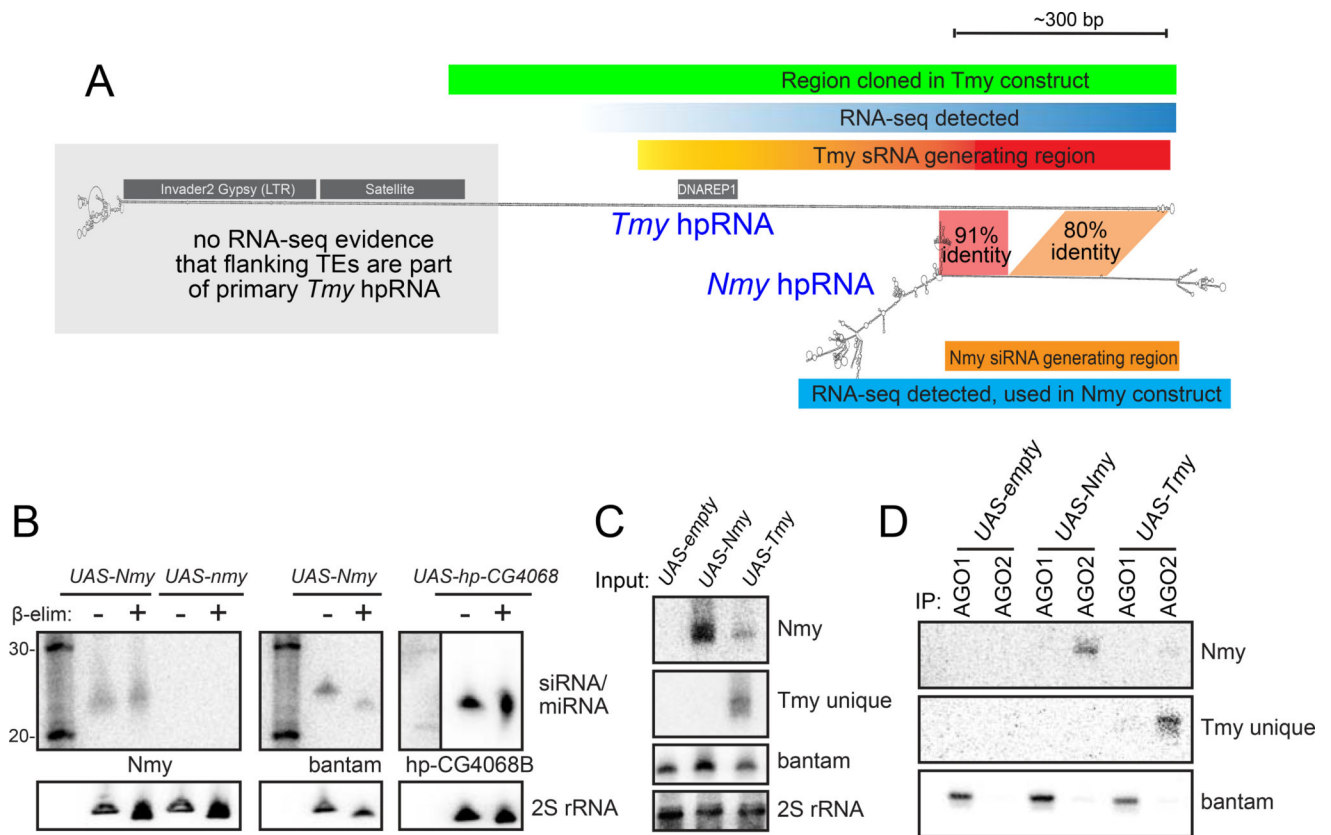 ~300 bp
A
Region cloned in Tmy construct
RNA-seq detected
Tmy sRNA generating region
Invader2 Gypsy (LTR)
Satellite
DNAREP1
no RNA-seq evidence
that flanking TEs are part
of primary Tmy hpRNA
Tmy hpRNA
91%
identity
80%
identity
Nmy hpRNA
Nmy siRNA generating region
RNA-seq detected, used in Nmy construct
B
UAS-Nmy
UAS-nmy
UAS-Nmy
UAS-hp-CG4068
β-elim: - + - + - + - +
30-
20-
siRNA/
miRNA
Nmy
bantam
hp-CG4068B
2S rRNA
C
Input:
UAS-empty
UAS-Nmy
UAS-Tmy
Nmy
Tmy unique
bantam
2S rRNA
D
UAS-empty
UAS-Nmy
UAS-Tmy
IP: AGO1 AGO2 AGO1 AGO2 AGO1 AGO2
Nmy
Tmy unique
bantam